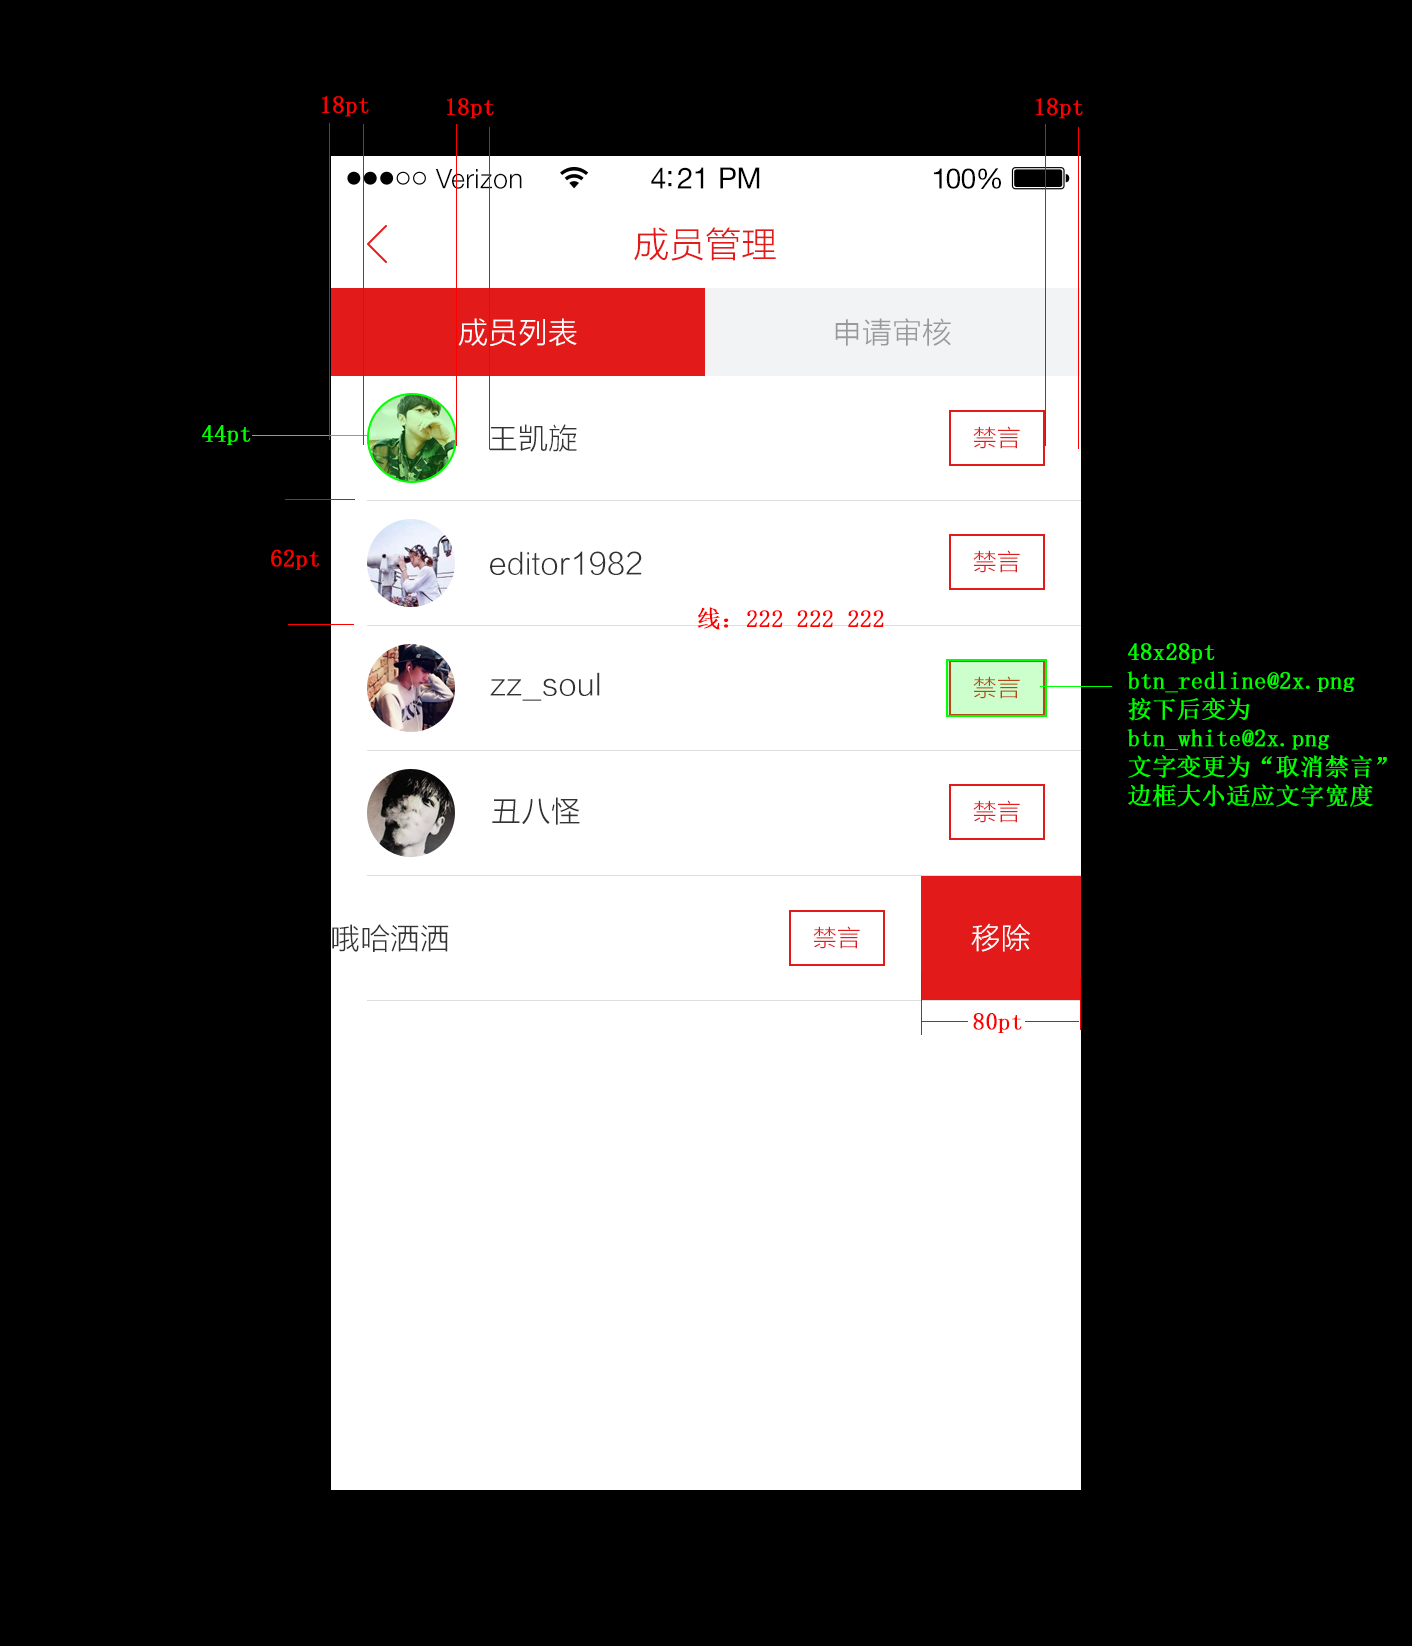 18pt
18pt
18pt
Verizon
4:21 PM
100%
成员管理
成员列表
申请审核
44pt
王凯旋
禁言
62pt
editor1982
禁言
线：222 222 222
zz_soul
禁言
48x28pt
btn_redline@2x.png
按下后变为
btn_white@2x.png
文字变更为“取消禁言”
边框大小适应文字宽度
丑八怪
禁言
哦哈洒洒
禁言
移除
80pt